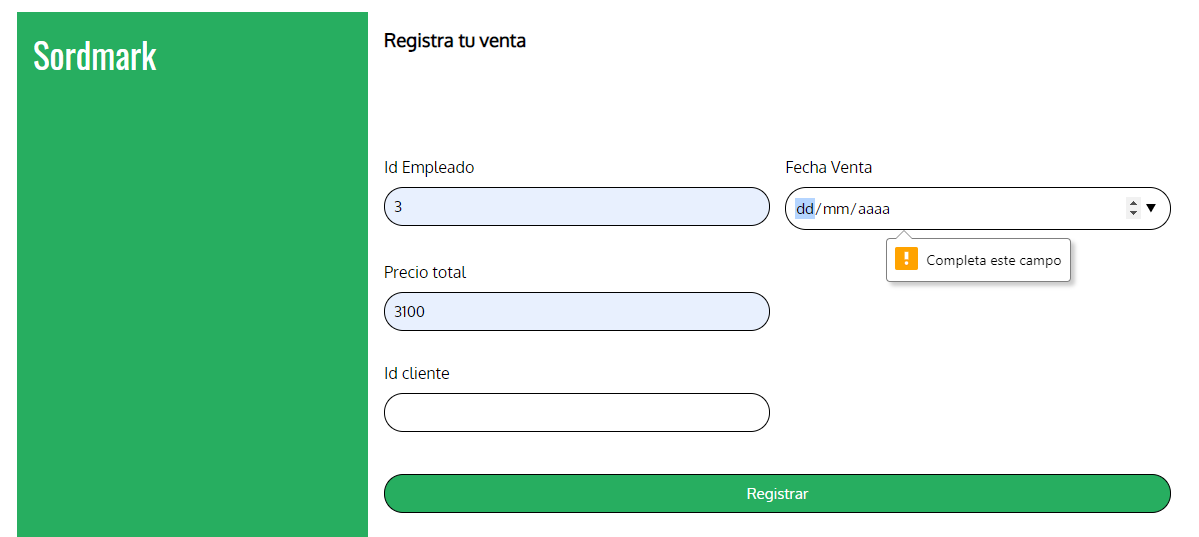 Sordmark
Registra tu venta
Id Empleado
3
Fecha Venta
dd/mm/aaaa
Completa este campo
Precio total
3100
Id cliente
Registrar